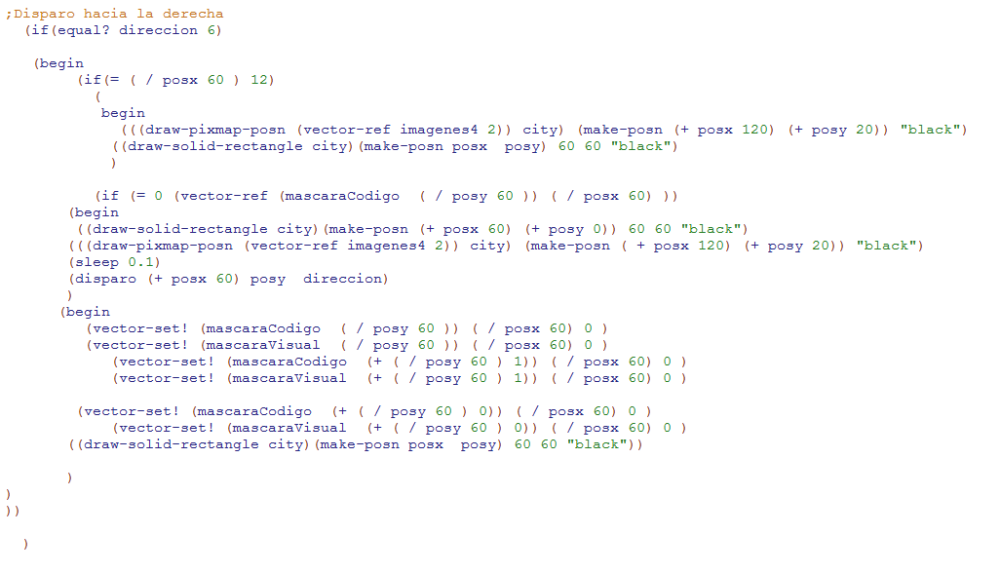 ;Disparo hacia la derecha
(if(equal? direccion 6)
(begin
(if(= ( / posx 60 ) 12)
(
begin
(((draw-pixmap-posn (vector-ref imagenes4 2)) city) (make-posn (+ posx 120) (+ posy 20)) "black")
((draw-solid-rectangle city)(make-posn posx  posy) 60 60 "black")
)
(if (= 0 (vector-ref (mascaraCodigo  ( / posy 60 )) ( / posx 60) ))
(begin
((draw-solid-rectangle city)(make-posn (+ posx 60) (+ posy 0)) 60 60 "black")
(((draw-pixmap-posn (vector-ref imagenes4 2)) city) (make-posn ( + posx 120) (+ posy 20)) "black")
(sleep 0.1)
(disparo (+ posx 60) posy  direccion)
)
(begin
(vector-set! (mascaraCodigo  ( / posy 60 )) ( / posx 60) 0 )
(vector-set! (mascaraVisual  ( / posy 60 )) ( / posx 60) 0 )
(vector-set! (mascaraCodigo  (+ ( / posy 60 ) 1)) ( / posx 60) 0 )
(vector-set! (mascaraVisual  (+ ( / posy 60 ) 1)) ( / posx 60) 0 )
(vector-set! (mascaraCodigo  (+ ( / posy 60 ) 0)) ( / posx 60) 0 )
(vector-set! (mascaraVisual  (+ ( / posy 60 ) 0)) ( / posx 60) 0 )
((draw-solid-rectangle city)(make-posn posx  posy) 60 60 "black"))
)
)
))
)